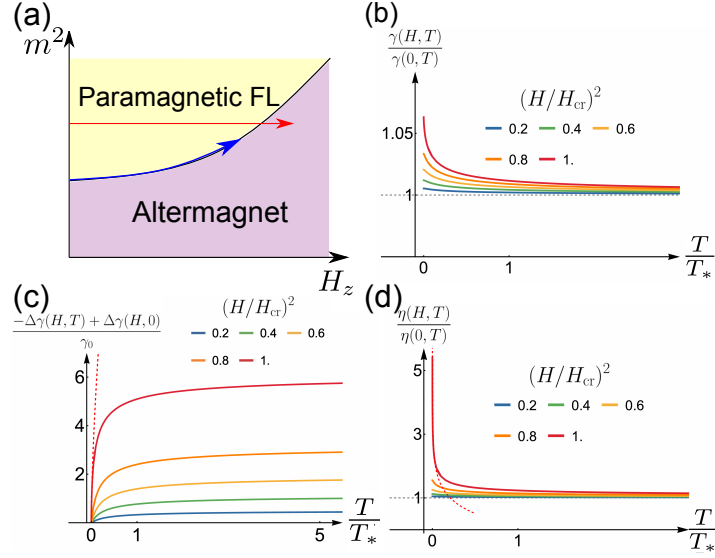 (a)
m²
Paramagnetic FL
Altermagnet
H_z
(b)
γ(H, T)
γ(0, T)
(H/H_cr)²
0.2 0.4 0.6
0.8 1.
1.05
1
0 1
T
T_*
(c)
−Δγ(H, T) + Δγ(H, 0)
γ₀
(H/H_cr)²
0.2 0.4 0.6
0.8 1.
6
4
2
0 1 5
T
T_*
(d)
η(H, T)
η(0, T)
5
(H/H_cr)²
0.2 0.4 0.6
0.8 1.
3
1
0 1
T
T_*